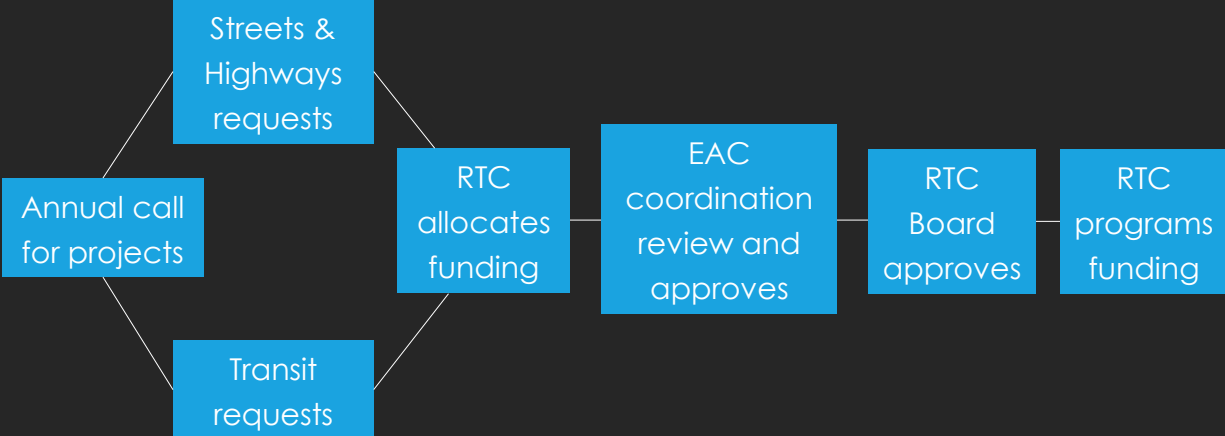 Streets &
Highways
requests
Annual call
for projects
Transit
requests
RTC
allocates
funding
EAC
coordination
review and
approves
RTC
Board
approves
RTC
programs
funding